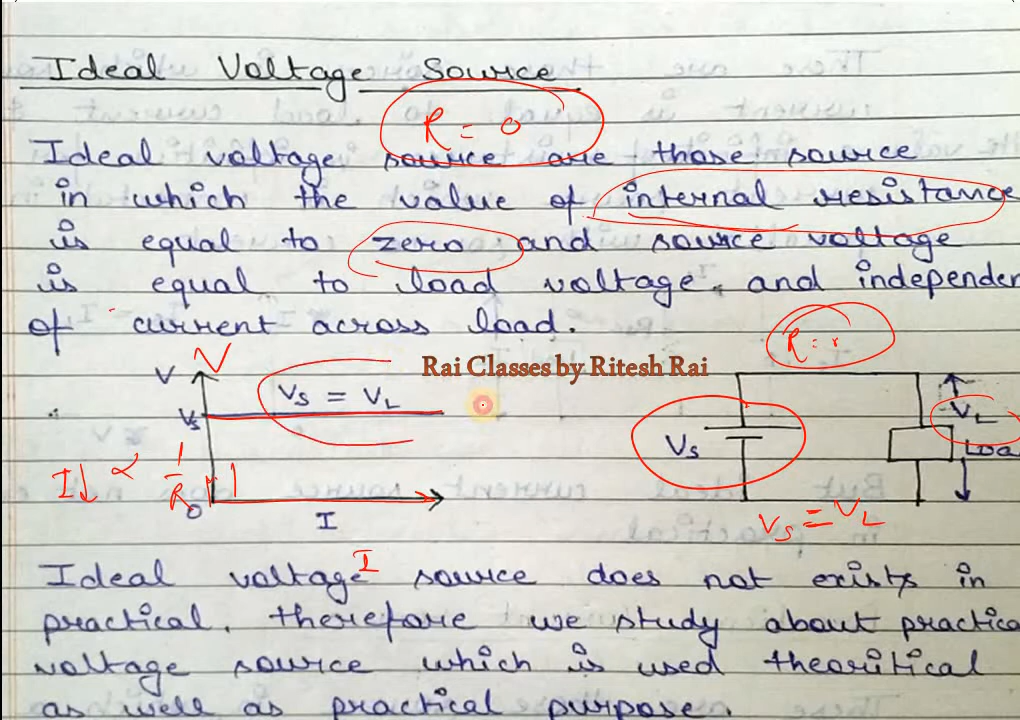 Ideal Voltage Source
R = 0
Ideal voltage source are those source
in which the value of internal resistance
is equal to zero and source voltage
is equal to load voltage. and independen
of current across load.
V
V
Vs
Vs = VL
Rai Classes by Ritesh Rai
Vs
VL
Loa
I↓ ∝ 1/R
0
I
I
Vs = VL
Ideal voltage source does not exists in
practical. therefore we study about practica
voltage source which is used theoritical
as well as practical purpose.